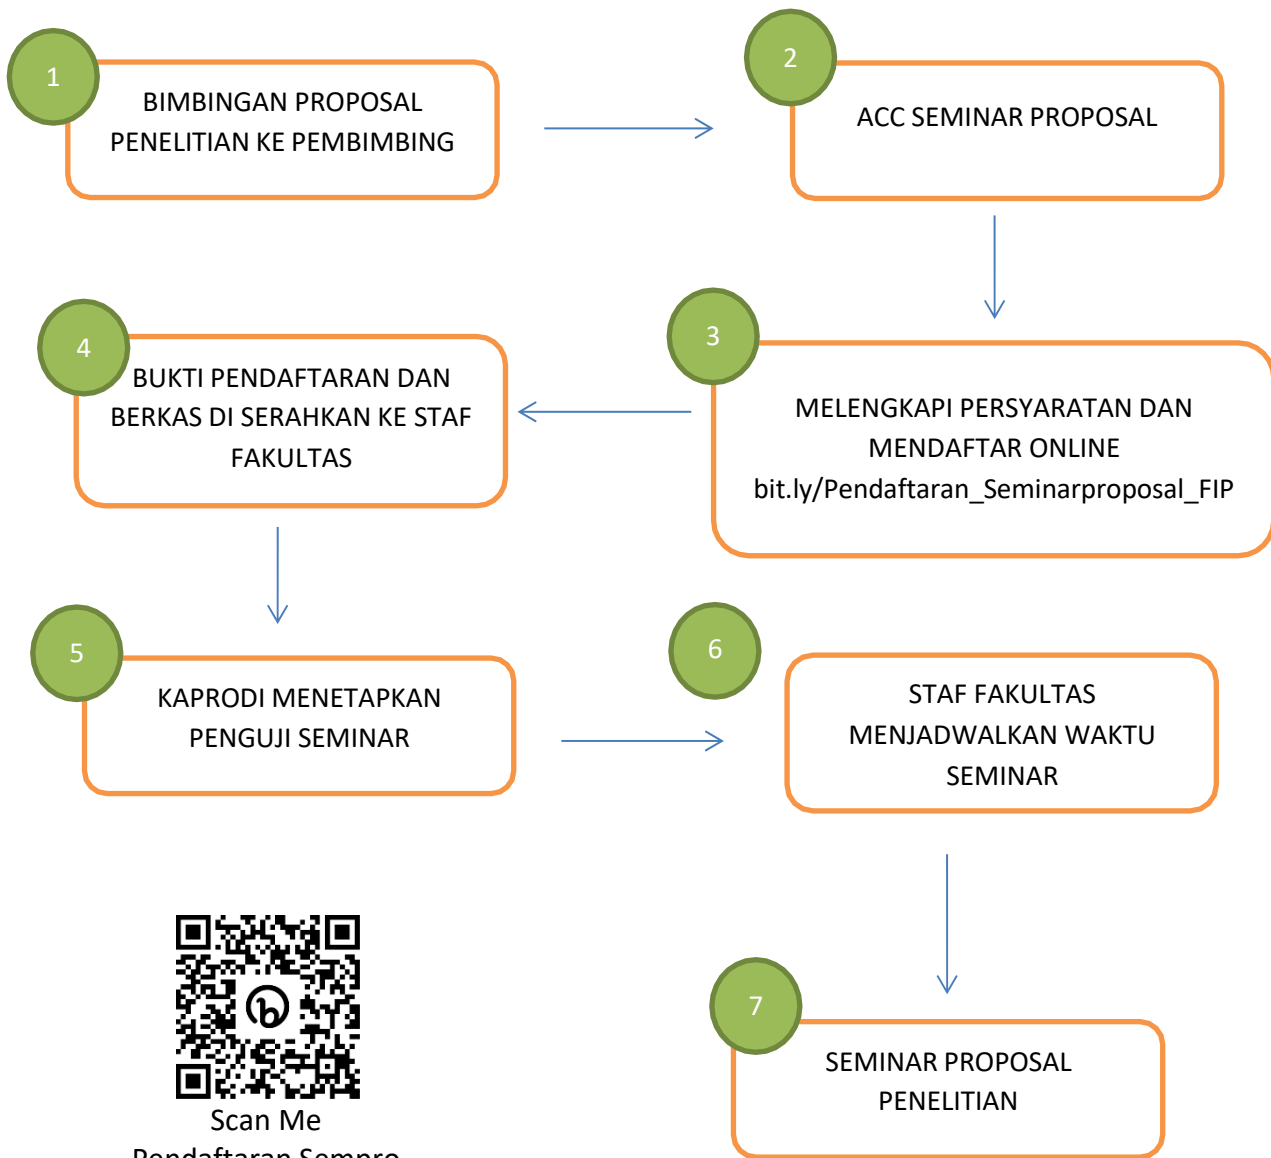 1
BIMBINGAN PROPOSAL
PENELITIAN KE PEMBIMBING
2
ACC SEMINAR PROPOSAL
3
MELENGKAPI PERSYARATAN DAN
MENDAFTAR ONLINE
bit.ly/Pendaftaran_Seminarproposal_FIP
4
BUKTI PENDAFTARAN DAN
BERKAS DI SERAHKAN KE STAF
FAKULTAS
5
KAPRODI MENETAPKAN
PENGUJI SEMINAR
6
STAF FAKULTAS
MENJADWALKAN WAKTU
SEMINAR
7
SEMINAR PROPOSAL
PENELITIAN
Scan Me
Pendaftaran Sempro